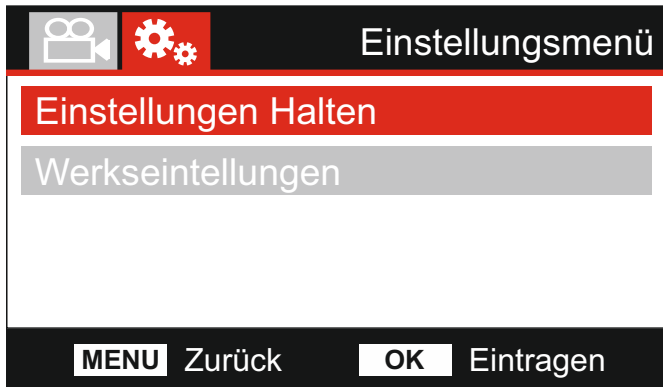 Einstellungsmenü
Einstellungen Halten
Werkseintellungen
MENU Zurück OK Eintragen